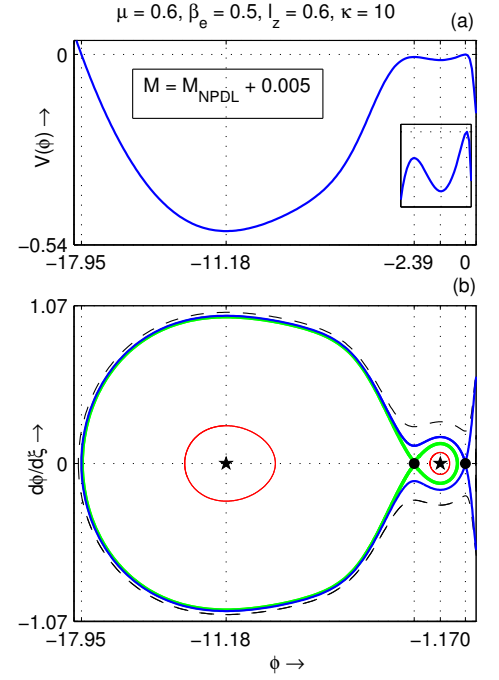 μ = 0.6, β_e = 0.5, l_z = 0.6, κ = 10
(a)
0
M = M_NPDL + 0.005
V(ϕ) →
−0.54
−17.95 −11.18 −2.39 0
(b)
1.07
dϕ/dξ →
0
−1.07
−17.95 −11.18 −1.170
ϕ →